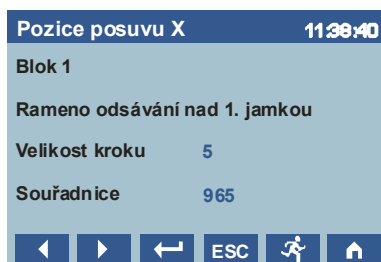 Pozice posuvu X 11:38:40
Blok 1
Rameno odsávání nad 1. jamkou
Velikost kroku 5
Souřadnice 965
ESC